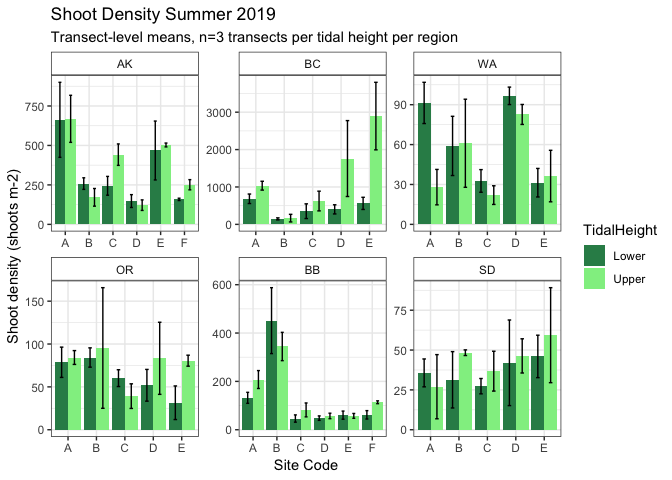 Shoot Density Summer 2019
Transect-level means, n=3 transects per tidal height per region
AK
BC
WA
750
500
250
0
3000
2000
1000
0
90
60
30
0
A B C D E F
A B C D E
A B C D E
OR
BB
SD
150
100
50
0
600
400
200
0
75
50
25
0
A B C D E
A B C D E F
A B C D E
Shoot density (shoots m-2)
Site Code
TidalHeight
Lower
Upper